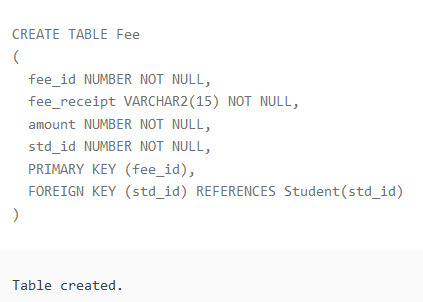 CREATE TABLE Fee
(
  fee_id NUMBER NOT NULL,
  fee_receipt VARCHAR2(15) NOT NULL,
  amount NUMBER NOT NULL,
  std_id NUMBER NOT NULL,
  PRIMARY KEY (fee_id),
  FOREIGN KEY (std_id) REFERENCES Student(std_id)
)
Table created.